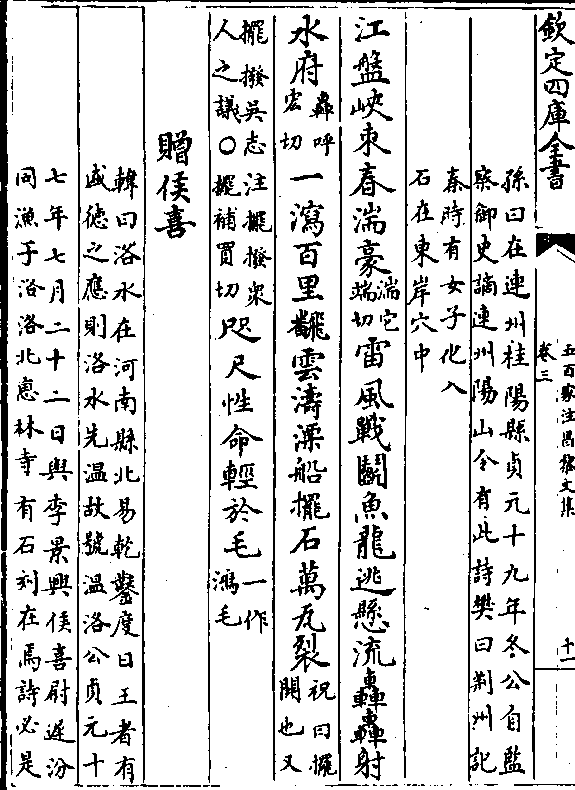 欽定四庫全書
五百家注昌黎文集
卷三
十一
孫曰在連州桂陽縣貞元十九年冬公自監
察御史謫連州陽山令有此詩樊曰荆州記
秦時有女子化入
石在東岸穴中
江盤峽束春湍豪湍它端切雷風戰鬭魚龍逃懸流轟轟射
水府轟呼宏切一瀉百里飜雲濤漂船擺石萬瓦裂祝曰擺開也又
擺撥吳志注擺撥衆人之議○擺補買切咫尺性命輕於毛一作鴻毛
贈侯喜
韓曰洛水在河南縣北易乾鑿度曰王者有
盛德之應則洛水先温故號温洛公貞元十
七年七月二十二日與李景興侯喜尉遲汾
同漁于洛洛北惠林寺有石刻在焉詩必是